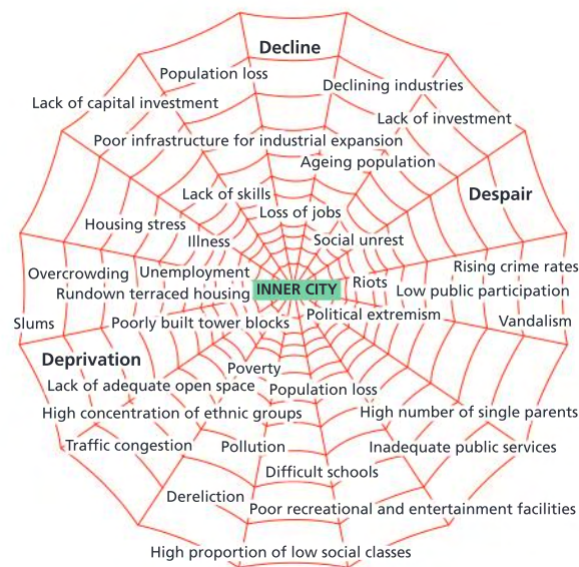 Decline
Population loss
Declining industries
Lack of capital investment
Lack of investment
Poor infrastructure for industrial expansion
Ageing population
Lack of skills
Despair
Loss of jobs
Housing stress
Illness
Social unrest
Overcrowding
Unemployment
Riots
Rising crime rates
Rundown terraced housing
INNER CITY
Low public participation
Slums
Poorly built tower blocks
Political extremism
Vandalism
Deprivation
Poverty
Lack of adequate open space
Population loss
High concentration of ethnic groups
High number of single parents
Traffic congestion
Pollution
Inadequate public services
Difficult schools
Dereliction
Poor recreational and entertainment facilities
High proportion of low social classes